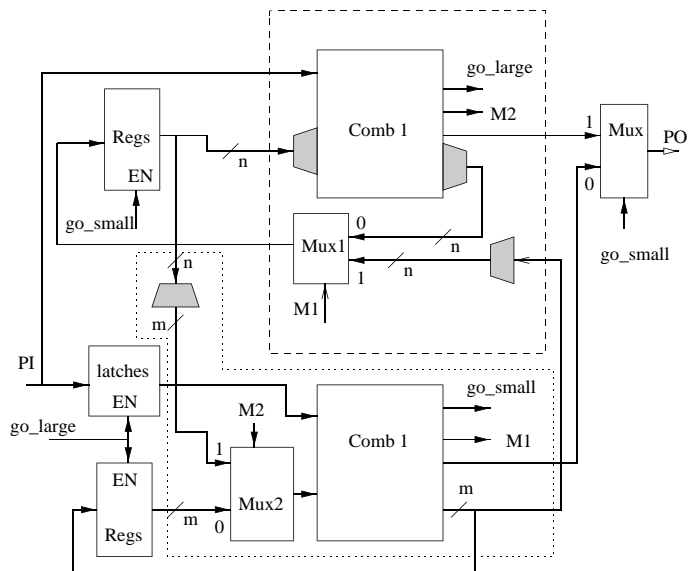 go_large
M2
Comb 1
1
Mux
PO
0
go_small
Regs
EN
go_small
n
0
n
Mux1
n
1
M1
n
m
PI
latches
EN
go_large
M2
Comb 1
go_small
M1
1
EN
Regs
m
0
Mux2
m